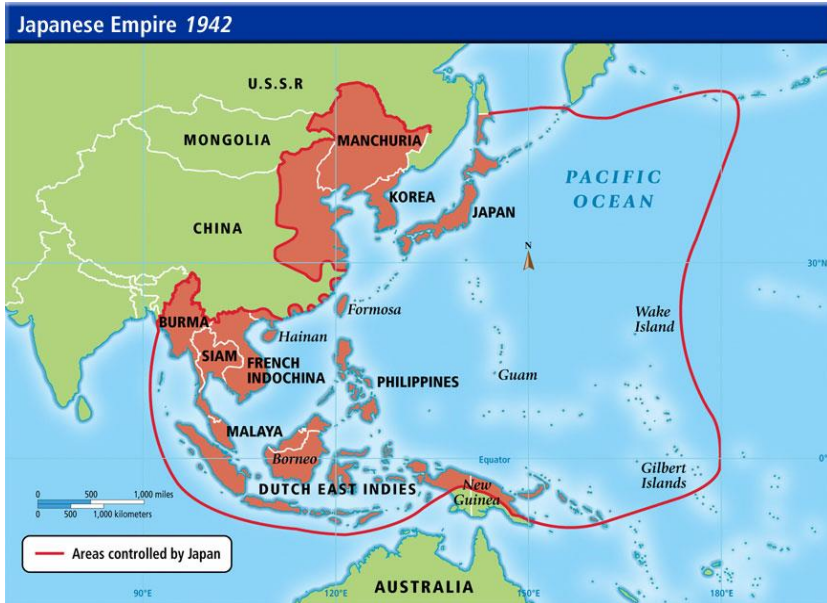 Japanese Empire 1942
U.S.S.R
MONGOLIA
MANCHURIA
CHINA
KOREA
JAPAN
PACIFIC
OCEAN
N
30°N
BURMA
SIAM
FRENCH
INDOCHINA
Hainan
Formosa
PHILIPPINES
Guam
Wake
Island
MALAYA
Borneo
DUTCH EAST INDIES
New
Guinea
Equator
0°
Gilbert
Islands
0 500 1,000 miles
0 500 1,000 kilometers
Areas controlled by Japan
AUSTRALIA
90°E
120°E
150°E
180°E